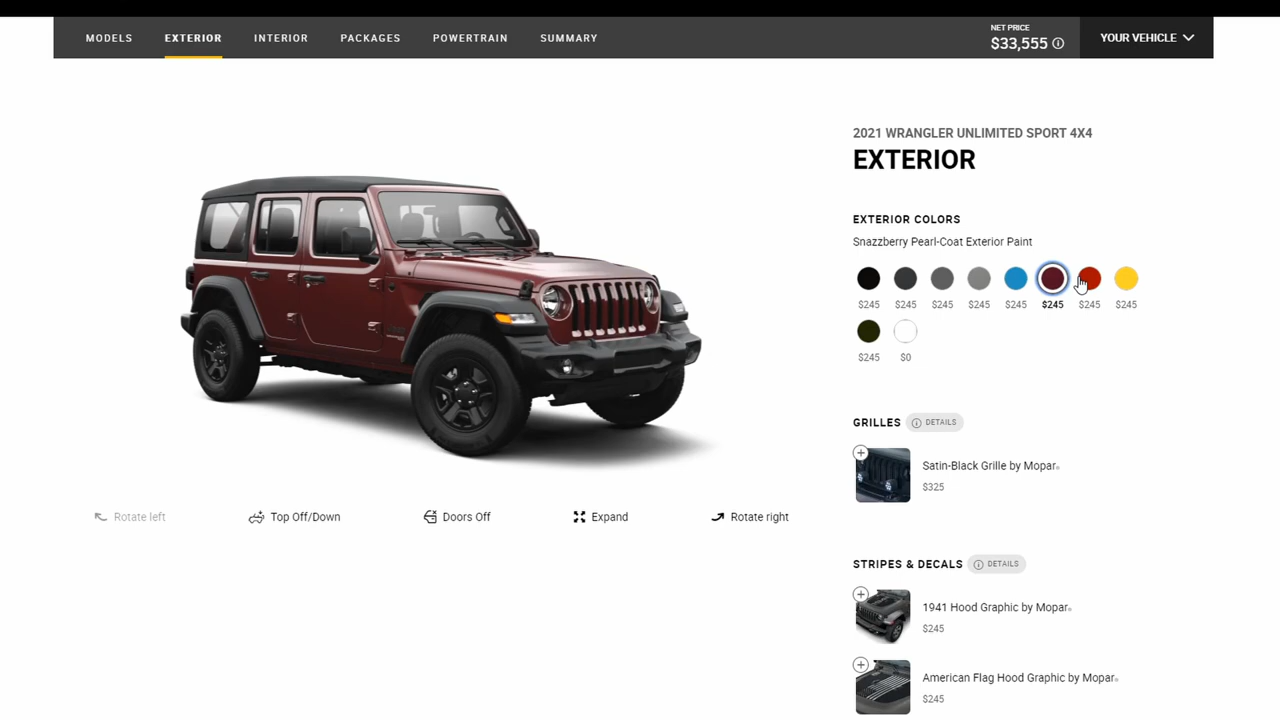 MODELS
EXTERIOR
INTERIOR
PACKAGES
POWERTRAIN
SUMMARY
NET PRICE
$33,555
YOUR VEHICLE
2021 WRANGLER UNLIMITED SPORT 4X4
EXTERIOR
EXTERIOR COLORS
Snazzberry Pearl-Coat Exterior Paint
$245 $245 $245 $245 $245 $245 $245 $245
$245 $0
GRILLES DETAILS
Satin-Black Grille by Mopar®
$325
Rotate left
Top Off/Down
Doors Off
Expand
Rotate right
STRIPES & DECALS DETAILS
1941 Hood Graphic by Mopar®
$245
American Flag Hood Graphic by Mopar®
$245